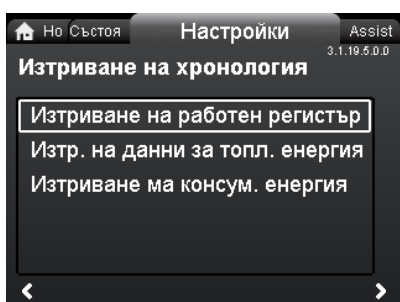 Но Състоя Настройки Assist
3.1.19.5.0.0
Изтриване на хронология
Изтриване на работен регистър
Изтр. на данни за топл. енергия
Изтриване ма консум. енергия